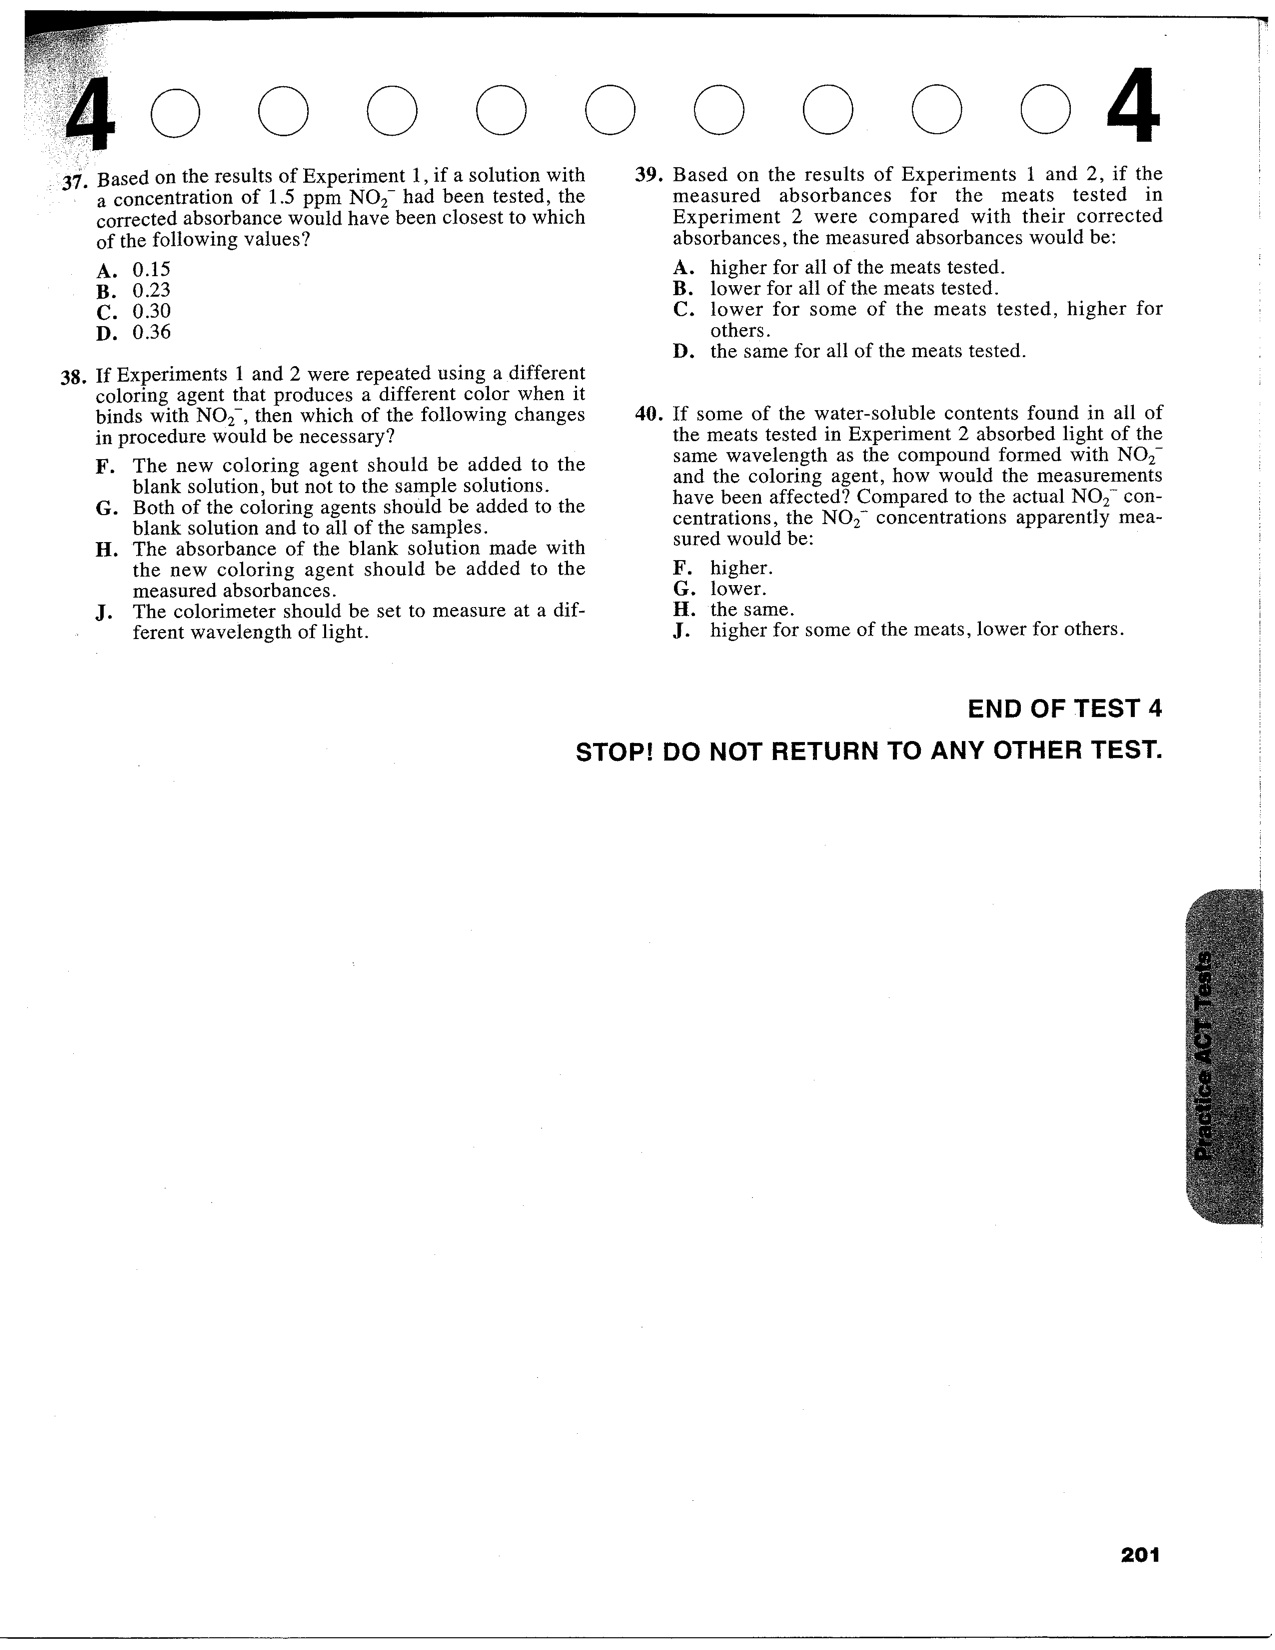 4 4
37. Based on the results of Experiment 1, if a solution with
a concentration of 1.5 ppm NO₂⁻ had been tested, the
corrected absorbance would have been closest to which
of the following values?
A. 0.15
B. 0.23
C. 0.30
D. 0.36
38. If Experiments 1 and 2 were repeated using a different
coloring agent that produces a different color when it
binds with NO₂⁻, then which of the following changes
in procedure would be necessary?
F. The new coloring agent should be added to the
blank solution, but not to the sample solutions.
G. Both of the coloring agents should be added to the
blank solution and to all of the samples.
H. The absorbance of the blank solution made with
the new coloring agent should be added to the
measured absorbances.
J. The colorimeter should be set to measure at a dif-
ferent wavelength of light.
39. Based on the results of Experiments 1 and 2, if the
measured absorbances for the meats tested in
Experiment 2 were compared with their corrected
absorbances, the measured absorbances would be:
A. higher for all of the meats tested.
B. lower for all of the meats tested.
C. lower for some of the meats tested, higher for
others.
D. the same for all of the meats tested.
40. If some of the water-soluble contents found in all of
the meats tested in Experiment 2 absorbed light of the
same wavelength as the compound formed with NO₂⁻
and the coloring agent, how would the measurements
have been affected? Compared to the actual NO₂⁻ con-
centrations, the NO₂⁻ concentrations apparently mea-
sured would be:
F. higher.
G. lower.
H. the same.
J. higher for some of the meats, lower for others.
END OF TEST 4
STOP! DO NOT RETURN TO ANY OTHER TEST.
Practice ACT Tests
201